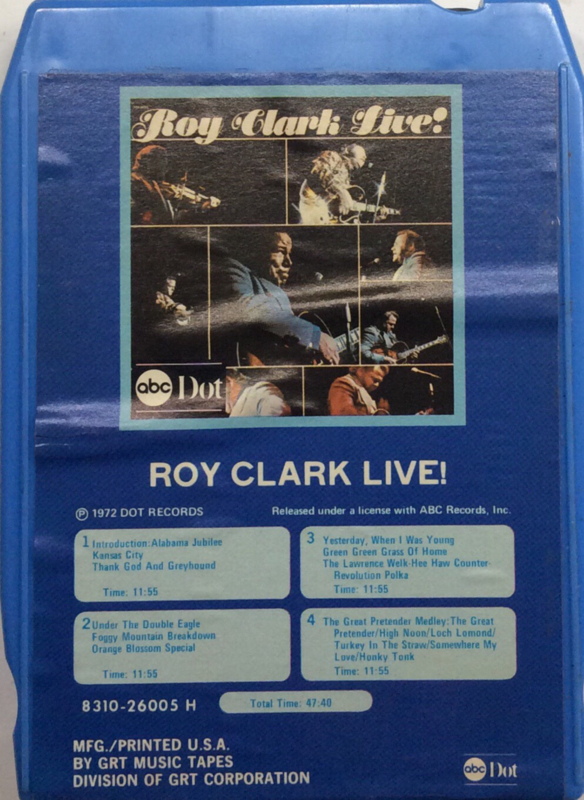 Roy Clark Live!
abc Dot
ROY CLARK LIVE!
℗ 1972 DOT RECORDS
Released under a license with ABC Records, Inc.
1 Introduction:Alabama Jubilee
Kansas City
Thank God And Greyhound
Time: 11:55
2 Under The Double Eagle
Foggy Mountain Breakdown
Orange Blossom Special
Time: 11:55
3 Yesterday, When I Was Young
Green Green Grass Of Home
The Lawrence Welk-Hee Haw Counter-
Revolution Polka
Time: 11:55
4 The Great Pretender Medley:The Great
Pretender/High Noon/Loch Lomond/
Turkey In The Straw/Somewhere My
Love/Honky Tonk
Time: 11:55
8310-26005 H
Total Time: 47:40
MFG./PRINTED U.S.A.
BY GRT MUSIC TAPES
DIVISION OF GRT CORPORATION
abc Dot